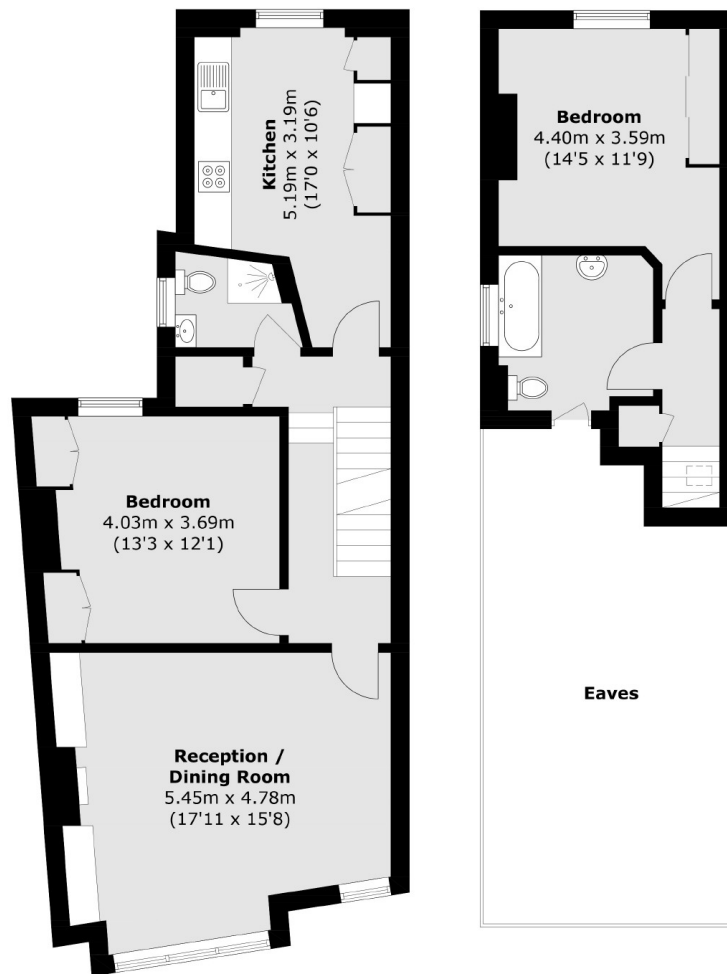 Kitchen
5.19m x 3.19m
(17'0 x 10'6)
Bedroom
4.03m x 3.69m
(13'3 x 12'1)
Reception /
Dining Room
5.45m x 4.78m
(17'11 x 15'8)
Bedroom
4.40m x 3.59m
(14'5 x 11'9)
Eaves